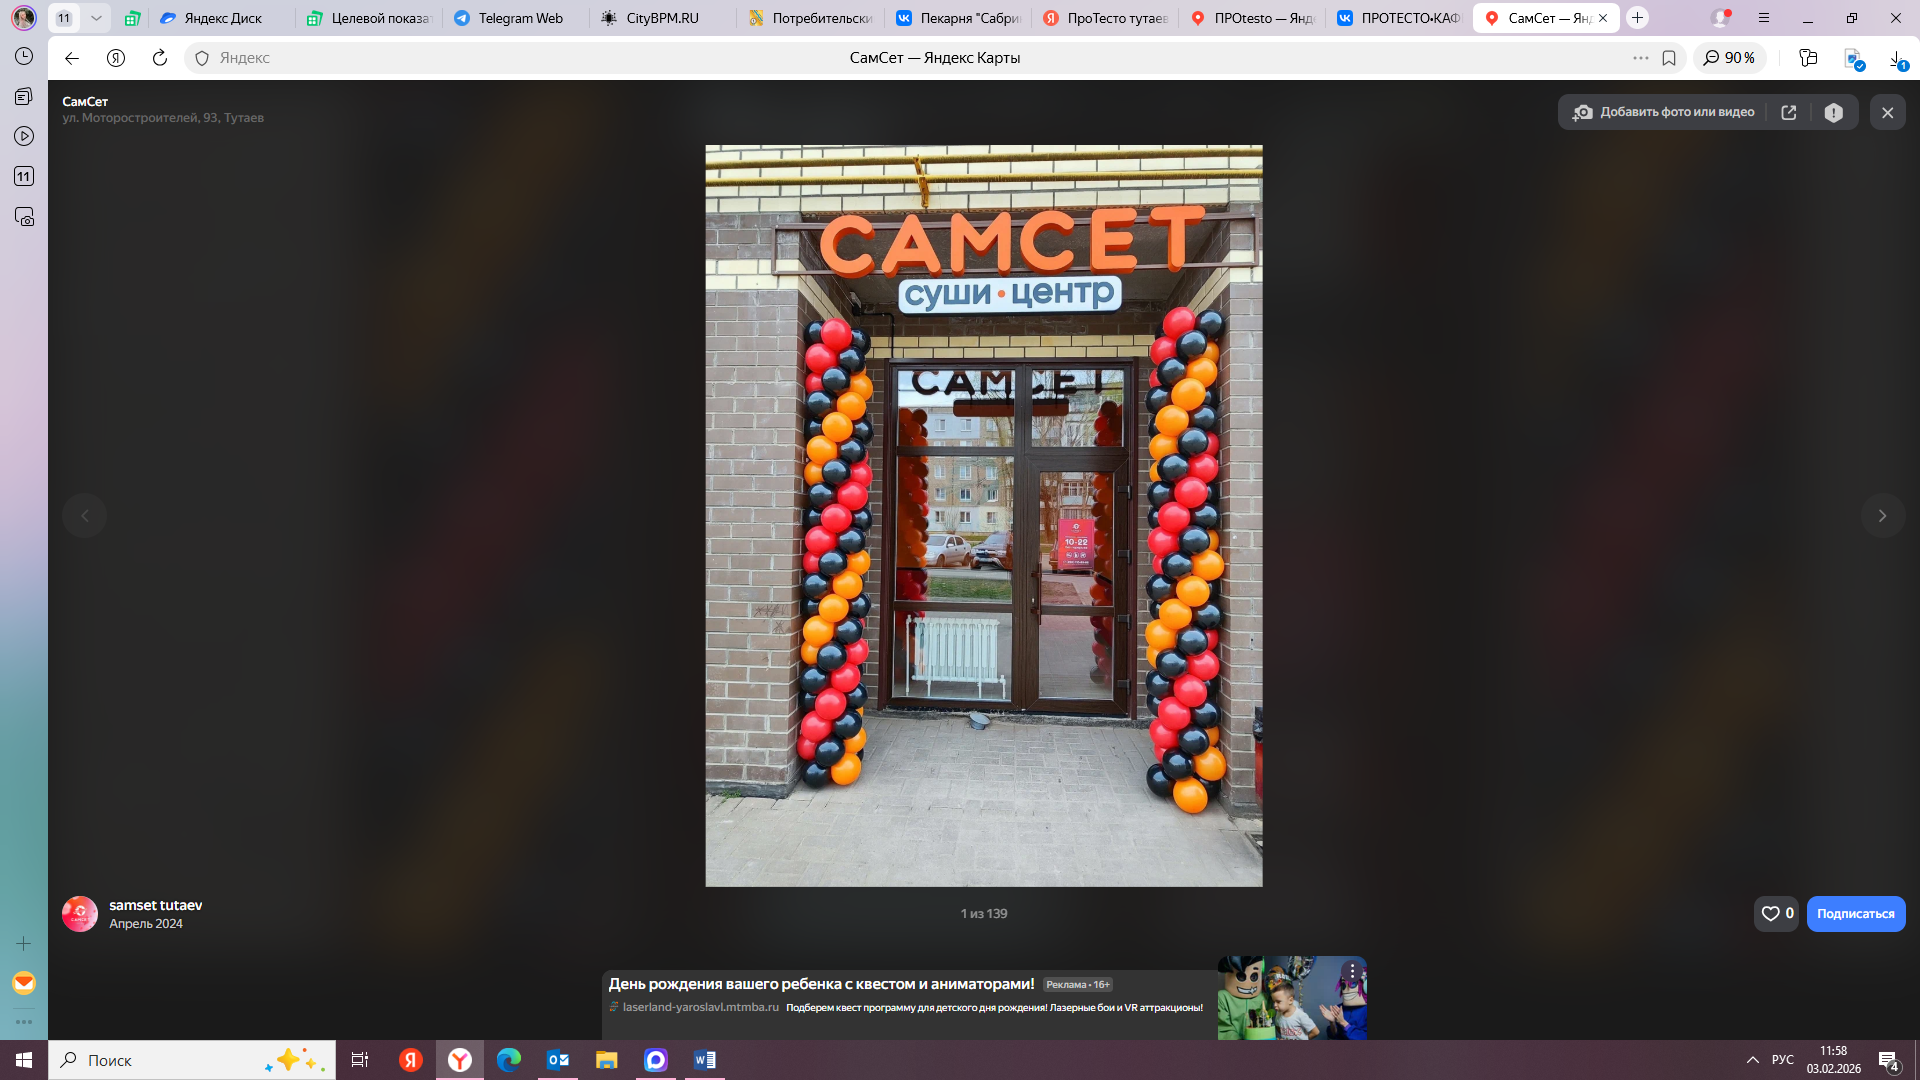 11
Яндекс Диск
Целевой показат
Telegram Web
CityBPM.RU
Потребительски
Пекарня "Сабри
ПроТесто тутаев
ПРОtesto — Янд
ПРОТЕСТО•КАФ
СамСет — Ян
Яндекс
СамСет — Яндекс Карты
90 %
1
11
СамСет
ул. Моторостроителей, 93, Тутаев
Добавить фото или видео
САМСЕТ
суши•центр
САМСЕТ
10-22
samset tutaev
Апрель 2024
1 из 139
0
Подписаться
День рождения вашего ребенка с квестом и аниматорами!
Реклама • 16+
laserland-yaroslavl.mtmba.ru
Подберем квест программу для детского дня рождения! Лазерные бои и VR аттракционы!
Поиск
РУС
11:58
03.02.2026
4